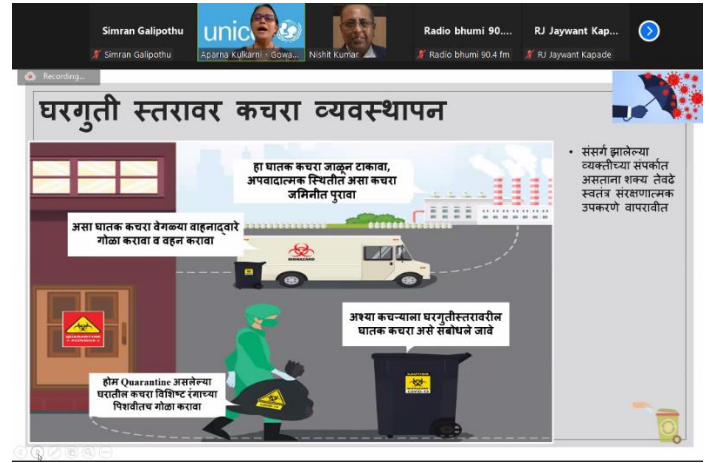 Simran Galipothu
Simran Galipothu
unic
Aparna Kulkarni - Gowa...
Nishit Kumar
Radio bhumi 90....
Radio bhumi 90.4 fm
RJ Jaywant Kap...
RJ Jaywant Kapade
Recording...
घरगुती स्तरावर कचरा व्यवस्थापन
हा घातक कचरा जाळून टाकावा,
अपवादात्मक स्थितीत असा कचरा
जमिनीत पुरावा
असा घातक कचरा वेगळ्या वाहनाद्वारे
गोळा करावा व वहन करावा
BIOHAZARD
अश्या कचऱ्याला घरगुतीस्तरावरील
घातक कचरा असे संबोधले जावे
QUARANTINE
होम Quarantine असलेल्या
घरातील कचरा विशिष्ट रंगाच्या
पिशवीतच गोळा करावा
• संसर्ग झालेल्या
व्यक्तीच्या संपर्कात
असताना शक्य तेवढे
स्वतंत्र संरक्षणात्मक
उपकरणे वापरावीत